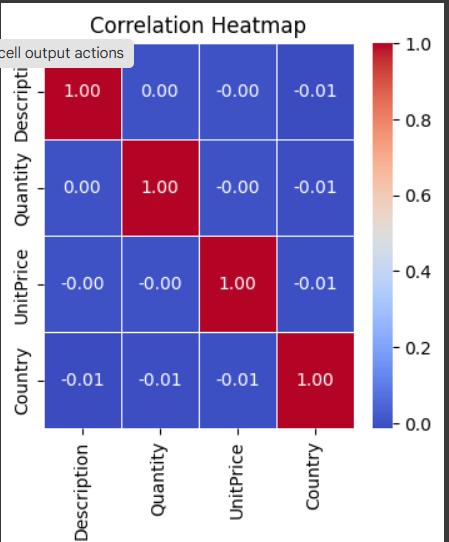 Correlation Heatmap
cell output actions
1.0
Descripti
1.00 0.00 -0.00 -0.01
0.8
Quantity
0.00 1.00 -0.00 -0.01
0.6
UnitPrice
-0.00 -0.00 1.00 -0.01
0.4
Country
-0.01 -0.01 -0.01 1.00
0.2
0.0
Description
Quantity
UnitPrice
Country